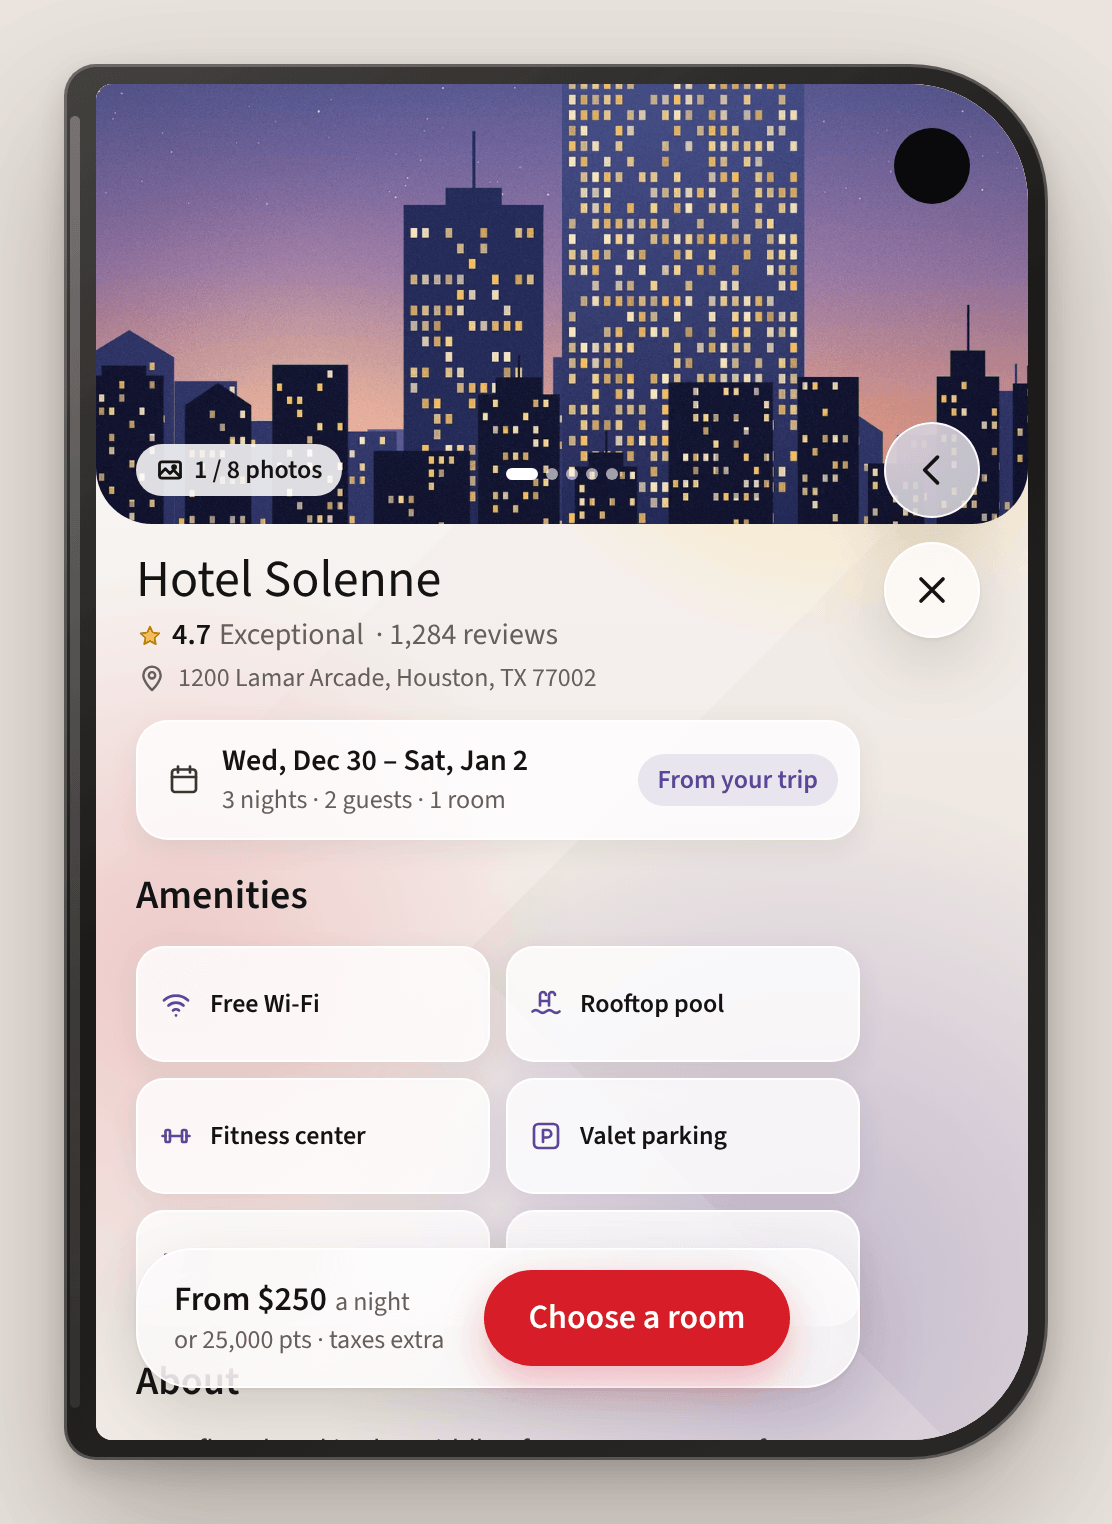 1 / 8 photos
Hotel Solenne
4.7 Exceptional · 1,284 reviews
1200 Lamar Arcade, Houston, TX 77002
Wed, Dec 30 – Sat, Jan 2
3 nights · 2 guests · 1 room
From your trip
Amenities
Free Wi-Fi
Rooftop pool
Fitness center
P
Valet parking
From $250 a night
or 25,000 pts · taxes extra
Choose a room
About